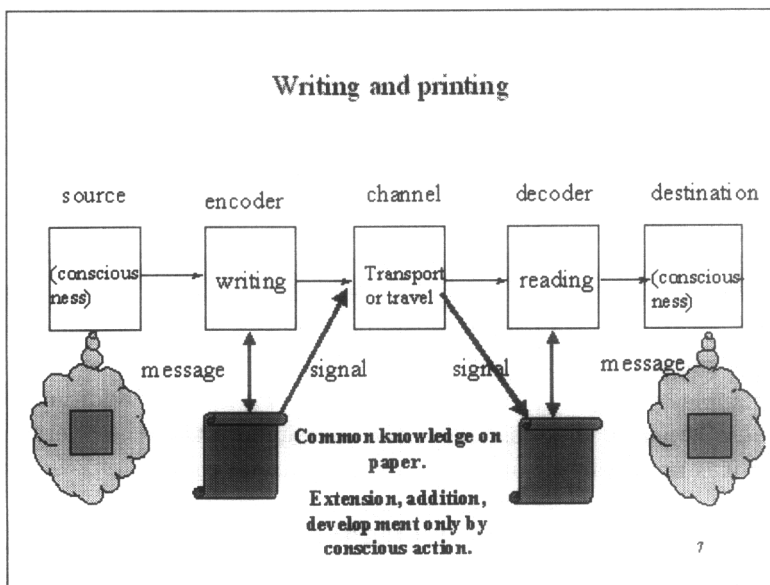 Writing and printing
source
encoder
channel
decoder
destination
(conscious
ness)
writing
Transport
or travel
reading
(conscious
ness)
message
signal
signal
message
Common knowledge on
paper.
Extension, addition,
development only by
conscious action.
7